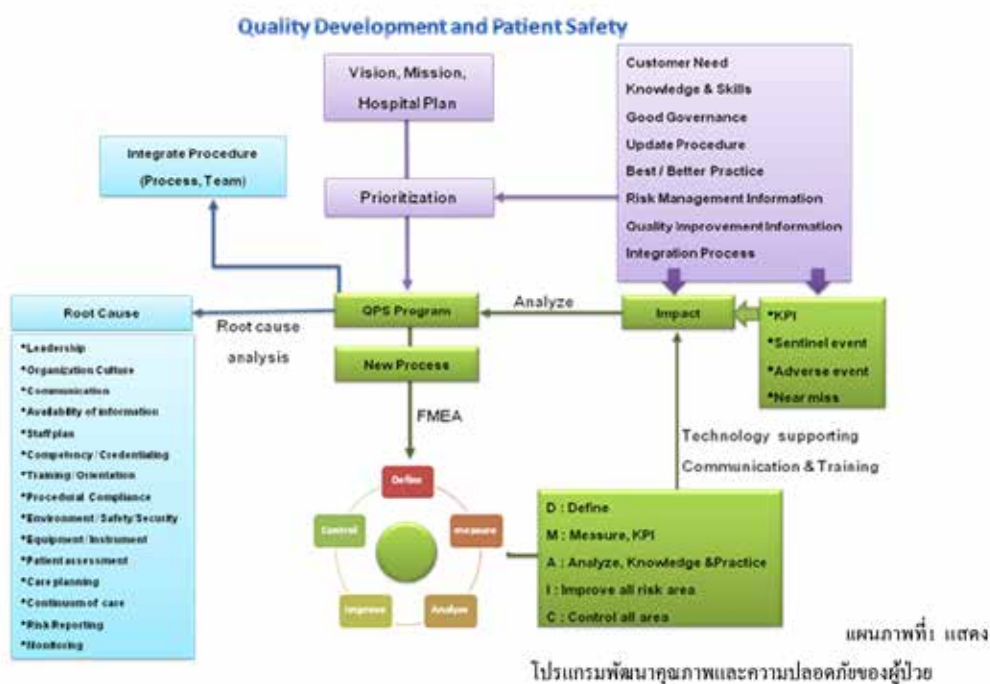 Quality Development and Patient Safety
Vision, Mission,
Hospital Plan
Customer Need
Knowledge & Skills
Good Governance
Update Procedure
Best / Better Practice
Risk Management Information
Quality Improvement Information
Integration Process
Integrate Procedure
(Process, Team)
Prioritization
Root Cause
Root cause
analysis
QPS Program
Analyze
Impact
*KPI
*Sentinel event
*Adverse event
*Near miss
New Process
FMEA
*Leadership
*Organization Culture
*Communication
*Availability of information
*Staff plan
*Competency / Credentialing
*Training / Orientation
*Procedural Compliance
*Environment / Safety/Security
*Equipment / Instrument
*Patient assessment
*Care planning
*Continuum of care
*Risk Reporting
*Monitoring
Technology supporting
Communication & Training
Define
measure
Analyze
Improve
Control
D : Define
M : Measure, KPI
A : Analyze, Knowledge &Practice
I : Improve all risk area
C : Control all area
แผนภาพที่1 แสดง
โปรแกรมพัฒนาคุณภาพและความปลอดภัยของผู้ป่วย